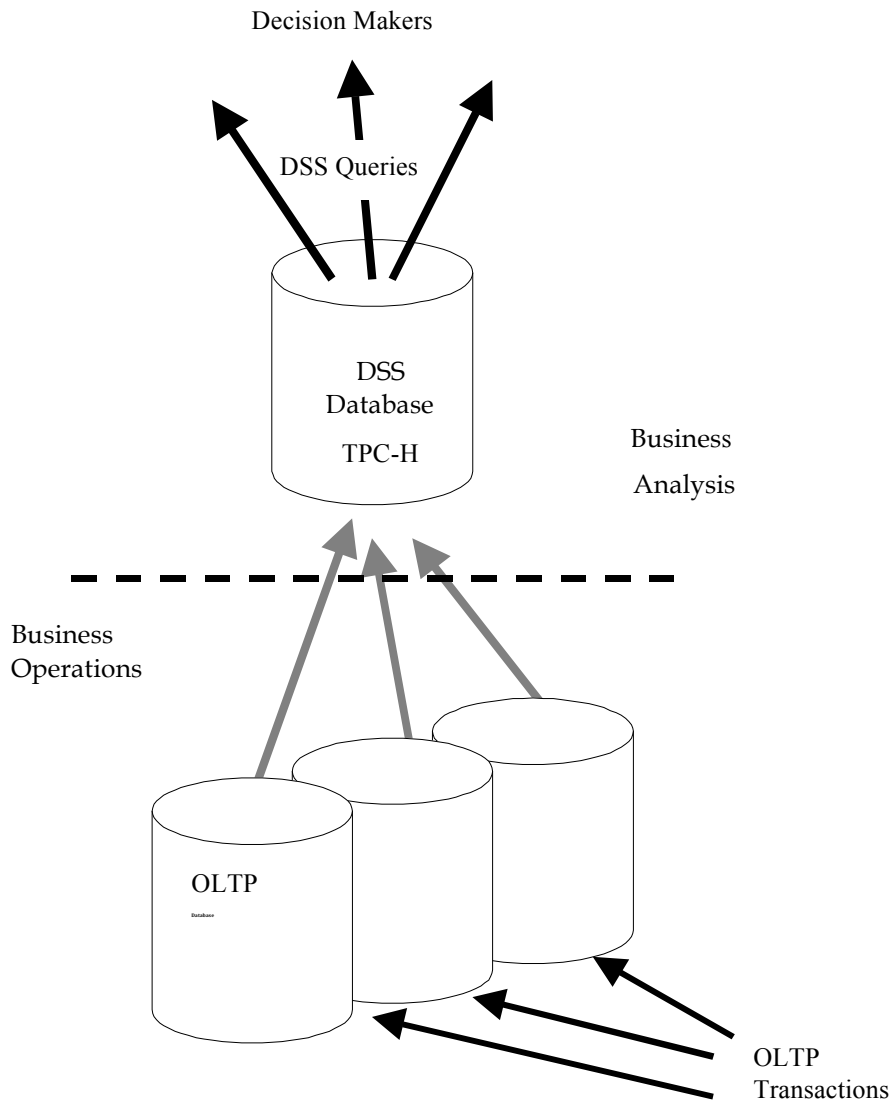 Decision Makers
DSS Queries
DSS
Database
TPC-H
Business
Analysis
Business
Operations
OLTP
Database
OLTP
Transactions